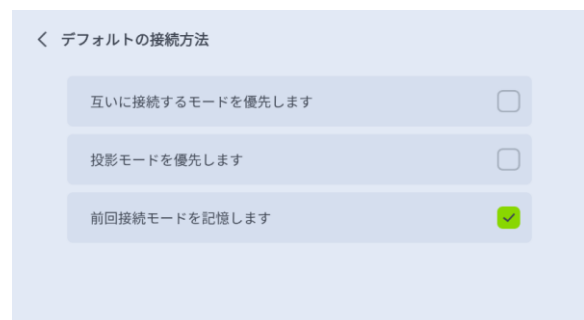 デフォルトの接続方法
互いに接続するモードを優先します
投影モードを優先します
前回接続モードを記憶します